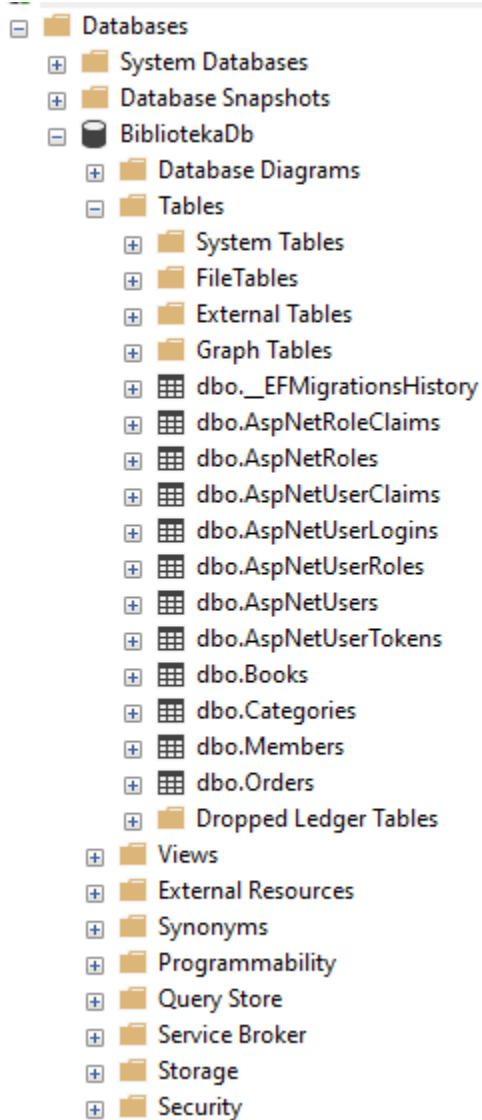 Databases
System Databases
Database Snapshots
BibliotekaDb
Database Diagrams
Tables
System Tables
FileTables
External Tables
Graph Tables
dbo.__EFMigrationsHistory
dbo.AspNetRoleClaims
dbo.AspNetRoles
dbo.AspNetUserClaims
dbo.AspNetUserLogins
dbo.AspNetUserRoles
dbo.AspNetUsers
dbo.AspNetUserTokens
dbo.Books
dbo.Categories
dbo.Members
dbo.Orders
Dropped Ledger Tables
Views
External Resources
Synonyms
Programmability
Query Store
Service Broker
Storage
Security